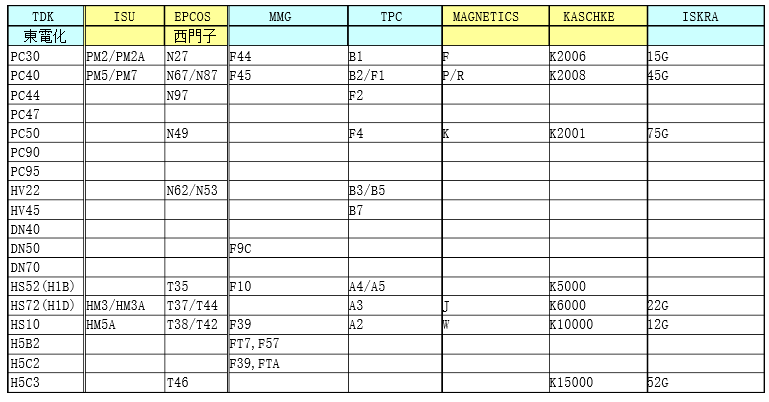 TDK ISU EPCOS MMG TPC MAGNETICS KASCHKE ISKRA
東電化 西門子
PC30 PM2/PM2A N27 F44 B1 F K2006 15G
PC40 PM5/PM7 N67/N87 F45 B2/F1 P/R K2008 45G
PC44 N97 F2
PC47
PC50 N49 F4 K K2001 75G
PC90
PC95
HV22 N62/N53 B3/B5
HV45 B7
DN40
DN50 F9C
DN70
HS52(H1B) T35 F10 A4/A5 K5000
HS72(H1D) HM3/HM3A T37/T44 A3 J K6000 22G
HS10 HM5A T38/T42 F39 A2 W K10000 12G
H5B2 FT7,F57
H5C2 F39,FTA
H5C3 T46 K15000 52G